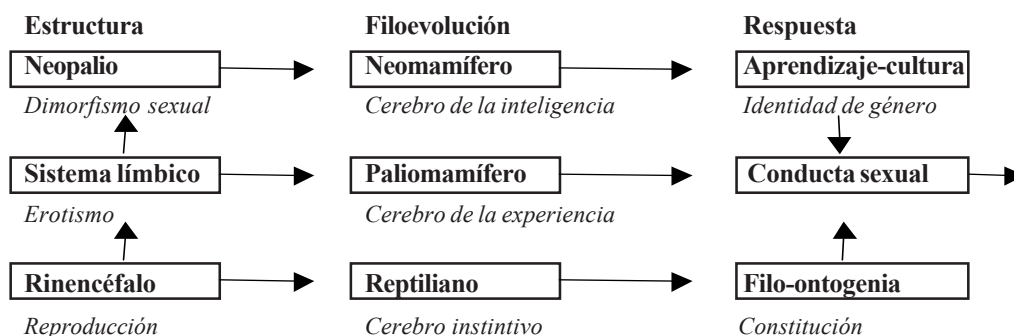 Estructura Filoevolución Respuesta
Neopalio Neomamífero Aprendizaje-cultura
Dimorfismo sexual Cerebro de la inteligencia Identidad de género
Sistema límbico Paliomamífero Conducta sexual
Erotismo Cerebro de la experiencia
Rinencéfalo Reptiliano Filo-ontogenia
Reproducción Cerebro instintivo Constitución